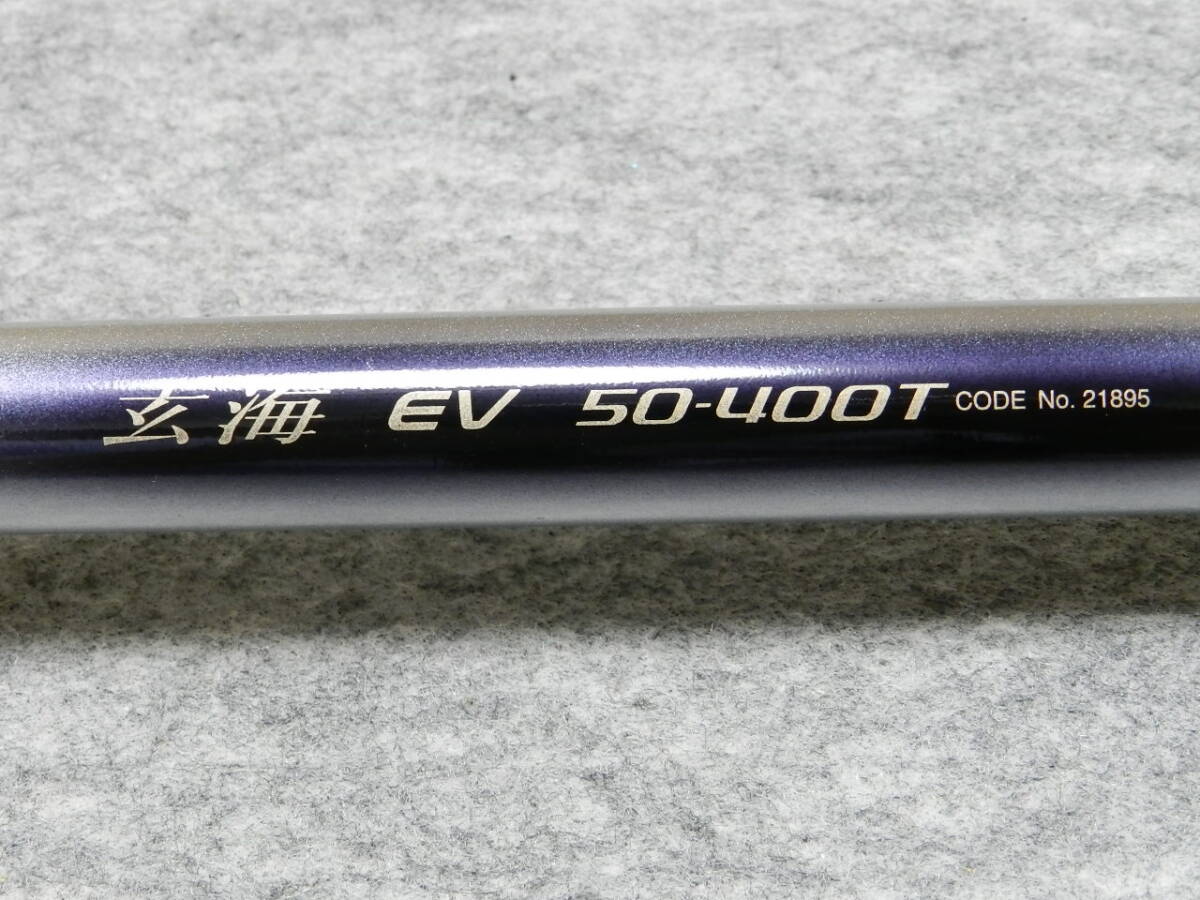 玄海 EV 50-400T CODE No. 21895